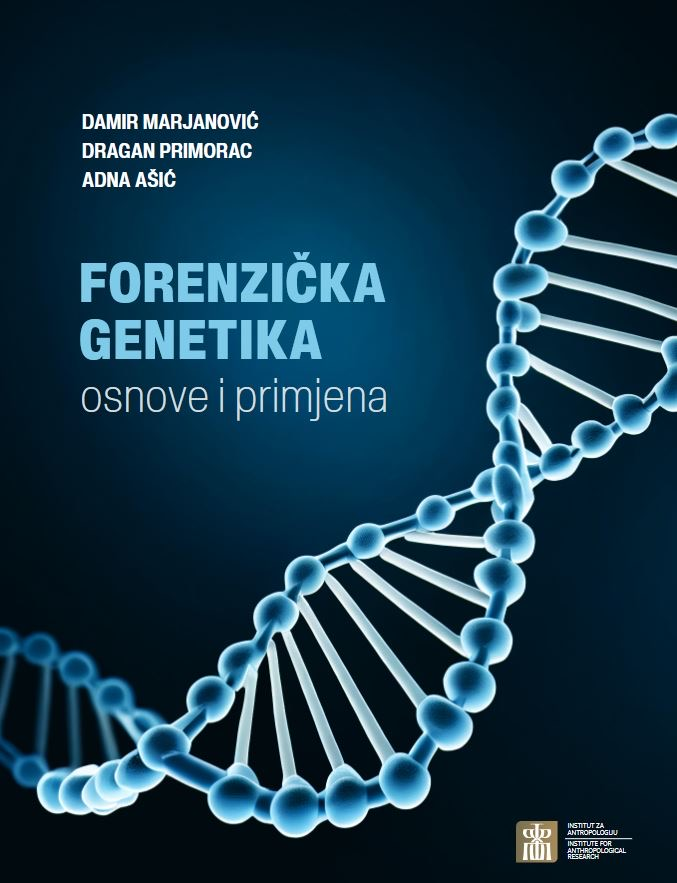 DAMIR MARJANOVIĆ
DRAGAN PRIMORAC
ADNA AŠIĆ
FORENZIČKA
GENETIKA
osnove i primjena
INSTITUT ZA
ANTROPOLOGIJU
INSTITUTE FOR
ANTHROPOLOGICAL
RESEARCH